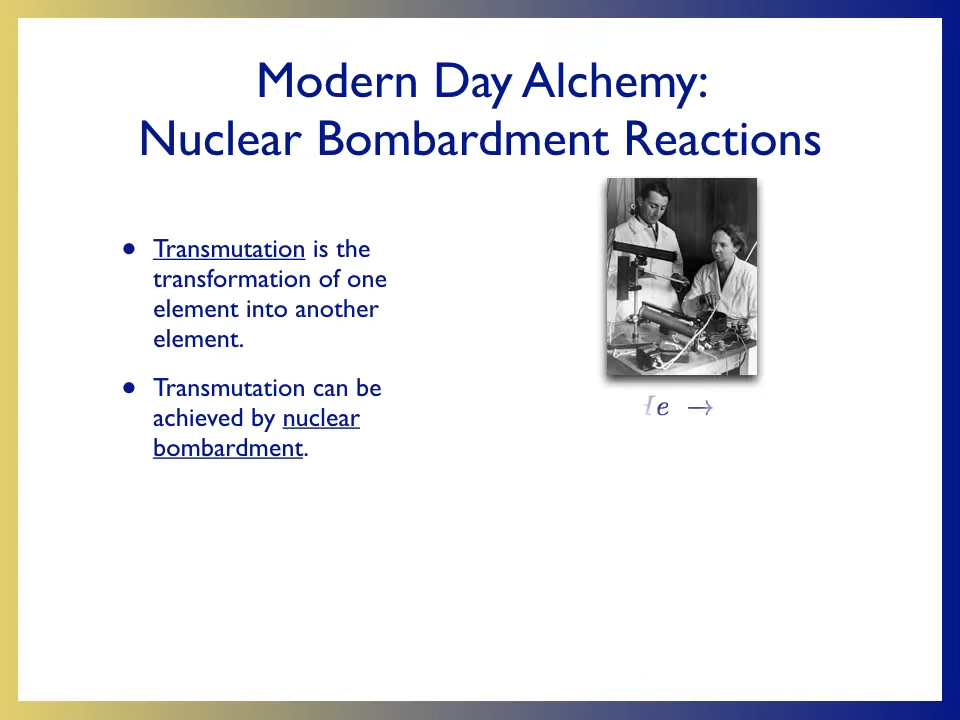 Modern Day Alchemy:
Nuclear Bombardment Reactions
• Transmutation is the
transformation of one
element into another
element.
• Transmutation can be
achieved by nuclear
bombardment.
e →